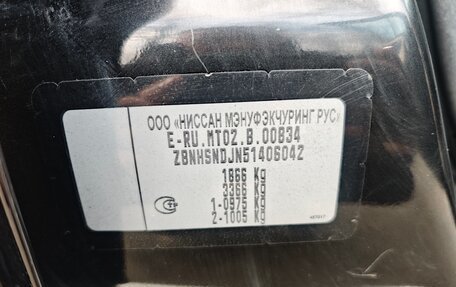 ООО «НИССАН МЭНУФЭКЧУРИНГ РУС»
E-RU.MT02.B.00834
Z8NHSNDJN51406042
1866 Kg
3366 Kg
1-0975 Kg
2-1005 Kg